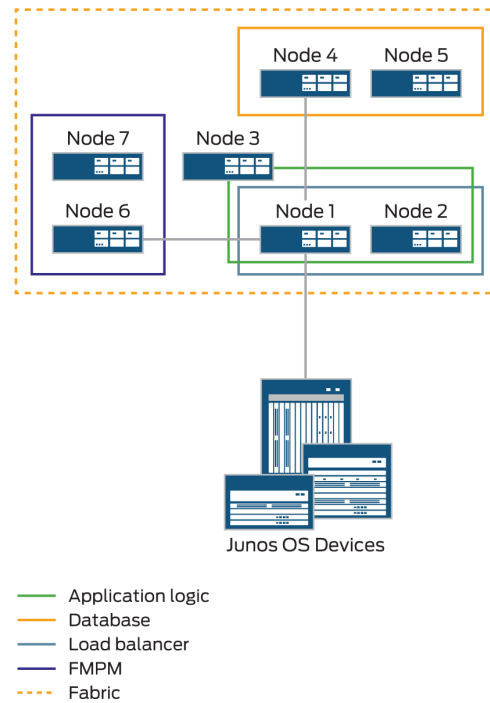 Node 4
Node 5
Node 7
Node 3
Node 6
Node 1
Node 2
Junos OS Devices
Application logic
Database
Load balancer
FMPM
Fabric